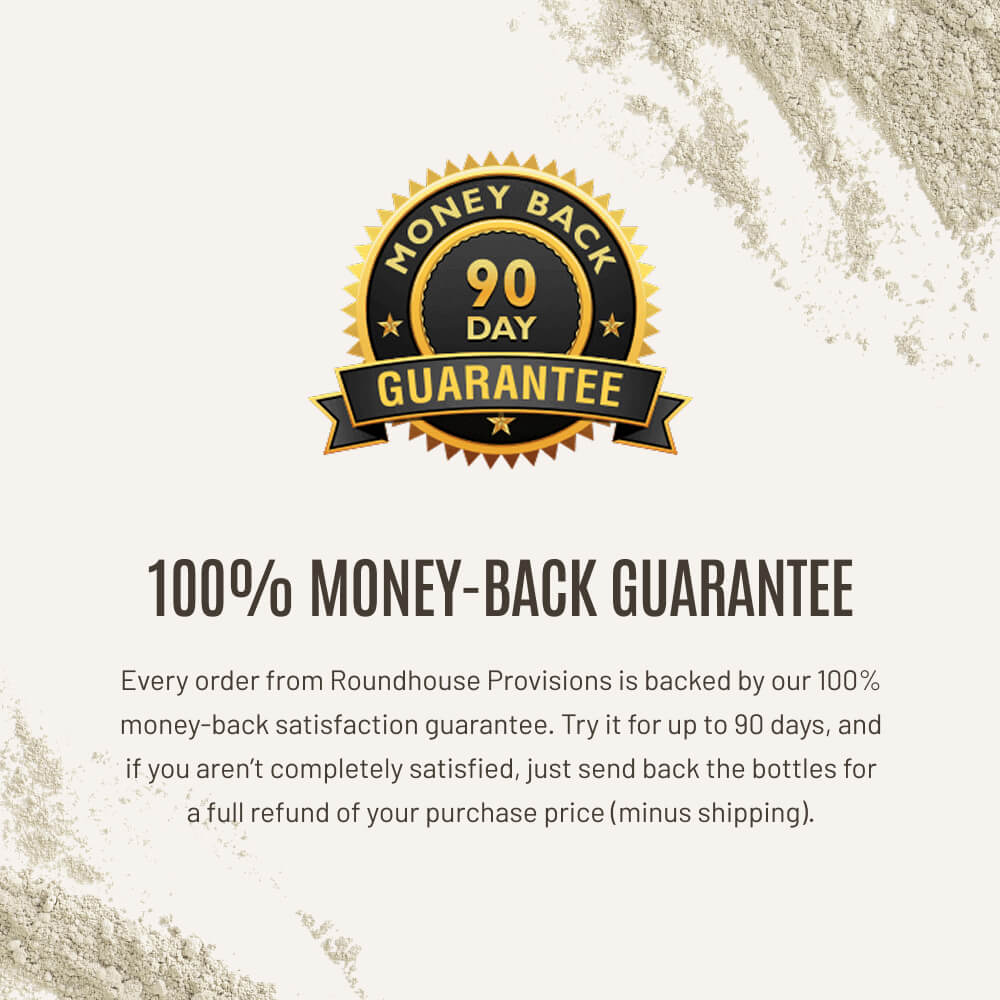 MONEY BACK
90
DAY
GUARANTEE
100% MONEY-BACK GUARANTEE
Every order from Roundhouse Provisions is backed by our 100%
money-back satisfaction guarantee. Try it for up to 90 days, and
if you aren’t completely satisfied, just send back the bottles for
a full refund of your purchase price (minus shipping).